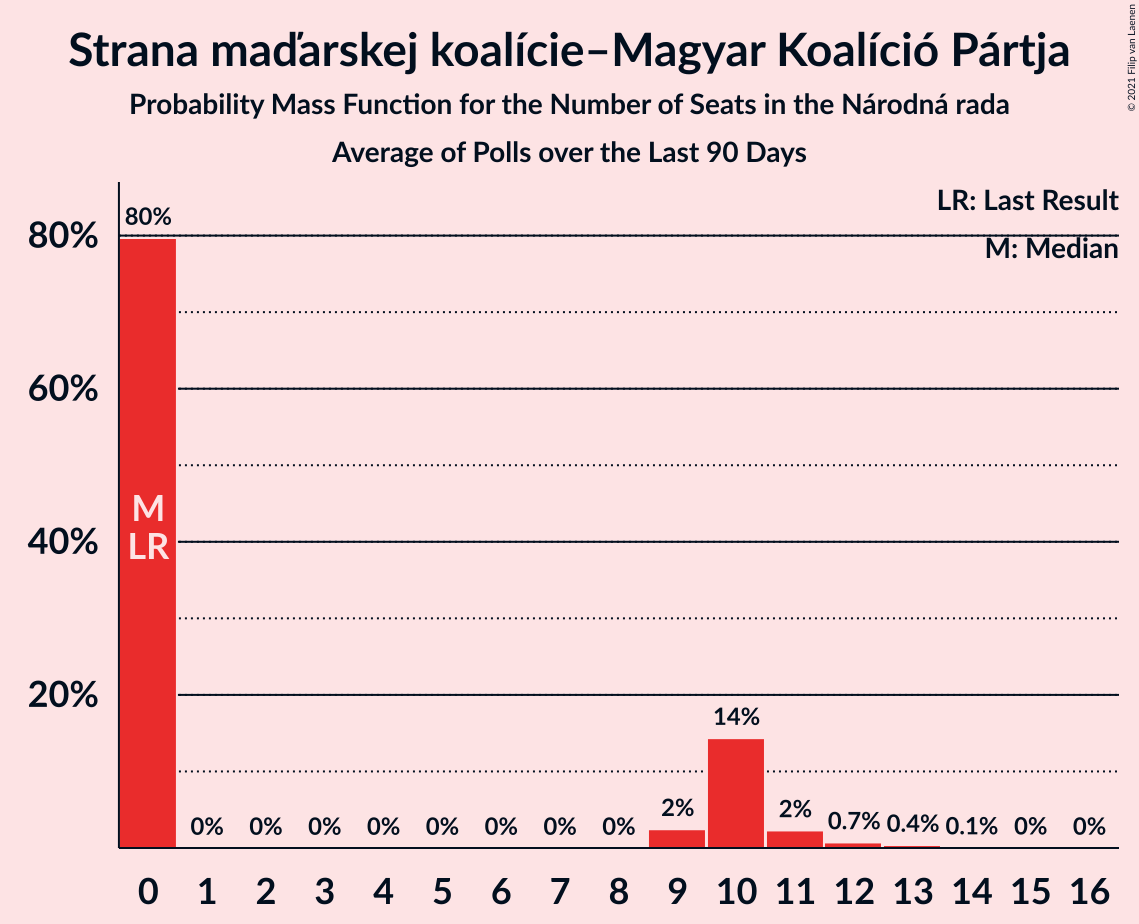 Strana maďarskej koalície–Magyar Koalíció Pártja
Probability Mass Function for the Number of Seats in the Národná rada
Average of Polls over the Last 90 Days
© 2021 Filip van Laenen
LR: Last Result
M: Median
80%
60%
40%
20%
80%
M
LR
0%
0%
0%
0%
0%
0%
0%
0%
2%
14%
2%
0.7%
0.4%
0.1%
0%
0%
0 1 2 3 4 5 6 7 8 9 10 11 12 13 14 15 16